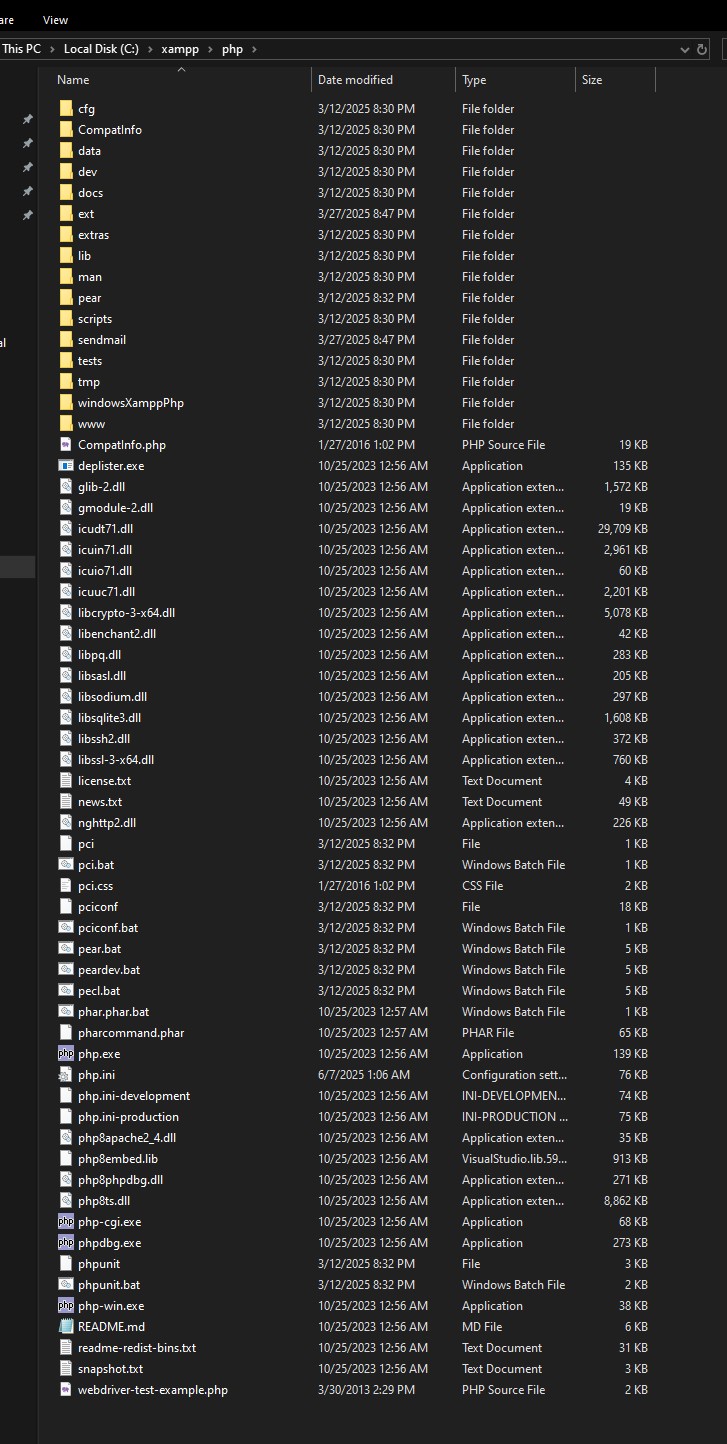 are View
This PC > Local Disk (C:) > xampp > php >
Name Date modified Type Size
cfg 3/12/2025 8:30 PM File folder
CompatInfo 3/12/2025 8:30 PM File folder
data 3/12/2025 8:30 PM File folder
dev 3/12/2025 8:30 PM File folder
docs 3/12/2025 8:30 PM File folder
ext 3/27/2025 8:47 PM File folder
extras 3/12/2025 8:30 PM File folder
lib 3/12/2025 8:30 PM File folder
man 3/12/2025 8:30 PM File folder
pear 3/12/2025 8:32 PM File folder
scripts 3/12/2025 8:30 PM File folder
al sendmail 3/27/2025 8:47 PM File folder
tests 3/12/2025 8:30 PM File folder
tmp 3/12/2025 8:30 PM File folder
windowsXamppPhp 3/12/2025 8:30 PM File folder
www 3/12/2025 8:30 PM File folder
CompatInfo.php 1/27/2016 1:02 PM PHP Source File 19 KB
deplister.exe 10/25/2023 12:56 AM Application 135 KB
glib-2.dll 10/25/2023 12:56 AM Application exten... 1,572 KB
gmodule-2.dll 10/25/2023 12:56 AM Application exten... 19 KB
icudt71.dll 10/25/2023 12:56 AM Application exten... 29,709 KB
icuin71.dll 10/25/2023 12:56 AM Application exten... 2,961 KB
icuio71.dll 10/25/2023 12:56 AM Application exten... 60 KB
icuuc71.dll 10/25/2023 12:56 AM Application exten... 2,201 KB
libcrypto-3-x64.dll 10/25/2023 12:56 AM Application exten... 5,078 KB
libenchant2.dll 10/25/2023 12:56 AM Application exten... 42 KB
libpq.dll 10/25/2023 12:56 AM Application exten... 283 KB
libsasl.dll 10/25/2023 12:56 AM Application exten... 205 KB
libsodium.dll 10/25/2023 12:56 AM Application exten... 297 KB
libsqlite3.dll 10/25/2023 12:56 AM Application exten... 1,608 KB
libssh2.dll 10/25/2023 12:56 AM Application exten... 372 KB
libssl-3-x64.dll 10/25/2023 12:56 AM Application exten... 760 KB
license.txt 10/25/2023 12:56 AM Text Document 4 KB
news.txt 10/25/2023 12:56 AM Text Document 49 KB
nghttp2.dll 10/25/2023 12:56 AM Application exten... 226 KB
pci 3/12/2025 8:32 PM File 1 KB
pci.bat 3/12/2025 8:32 PM Windows Batch File 1 KB
pci.css 1/27/2016 1:02 PM CSS File 2 KB
pciconf 3/12/2025 8:32 PM File 18 KB
pciconf.bat 3/12/2025 8:32 PM Windows Batch File 1 KB
pear.bat 3/12/2025 8:32 PM Windows Batch File 5 KB
peardev.bat 3/12/2025 8:32 PM Windows Batch File 5 KB
pecl.bat 3/12/2025 8:32 PM Windows Batch File 5 KB
phar.phar.bat 10/25/2023 12:57 AM Windows Batch File 1 KB
pharcommand.phar 10/25/2023 12:57 AM PHAR File 65 KB
php php.exe 10/25/2023 12:56 AM Application 139 KB
php.ini 6/7/2025 1:06 AM Configuration sett... 76 KB
php.ini-development 10/25/2023 12:56 AM INI-DEVELOPMEN... 74 KB
php.ini-production 10/25/2023 12:56 AM INI-PRODUCTION ... 75 KB
php8apache2_4.dll 10/25/2023 12:56 AM Application exten... 35 KB
php8embed.lib 10/25/2023 12:56 AM VisualStudio.lib.59... 913 KB
php8phpdbg.dll 10/25/2023 12:56 AM Application exten... 271 KB
php8ts.dll 10/25/2023 12:56 AM Application exten... 8,862 KB
php php-cgi.exe 10/25/2023 12:56 AM Application 68 KB
php phpdbg.exe 10/25/2023 12:56 AM Application 273 KB
phpunit 3/12/2025 8:32 PM File 3 KB
phpunit.bat 3/12/2025 8:32 PM Windows Batch File 2 KB
php php-win.exe 10/25/2023 12:56 AM Application 38 KB
README.md 10/25/2023 12:56 AM MD File 6 KB
readme-redist-bins.txt 10/25/2023 12:56 AM Text Document 31 KB
snapshot.txt 10/25/2023 12:56 AM Text Document 3 KB
webdriver-test-example.php 3/30/2013 2:29 PM PHP Source File 2 KB